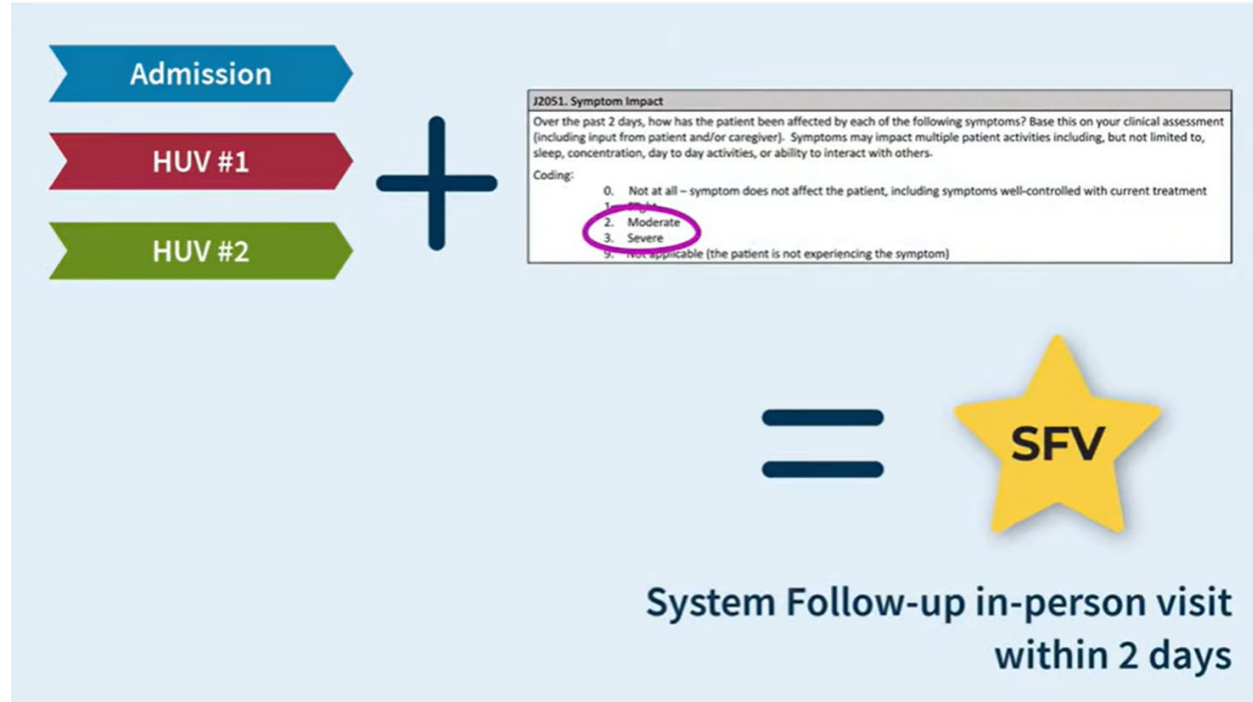 Admission
HUV #1
HUV #2
J2051. Symptom Impact
Over the past 2 days, how has the patient been affected by each of the following symptoms? Base this on your clinical assessment
(including input from patient and/or caregiver). Symptoms may impact multiple patient activities including, but not limited to,
sleep, concentration, day to day activities, or ability to interact with others.
Coding:
0. Not at all – symptom does not affect the patient, including symptoms well-controlled with current treatment
1. Slight
2. Moderate
3. Severe
9. Not applicable (the patient is not experiencing the symptom)
SFV
System Follow-up in-person visit
within 2 days